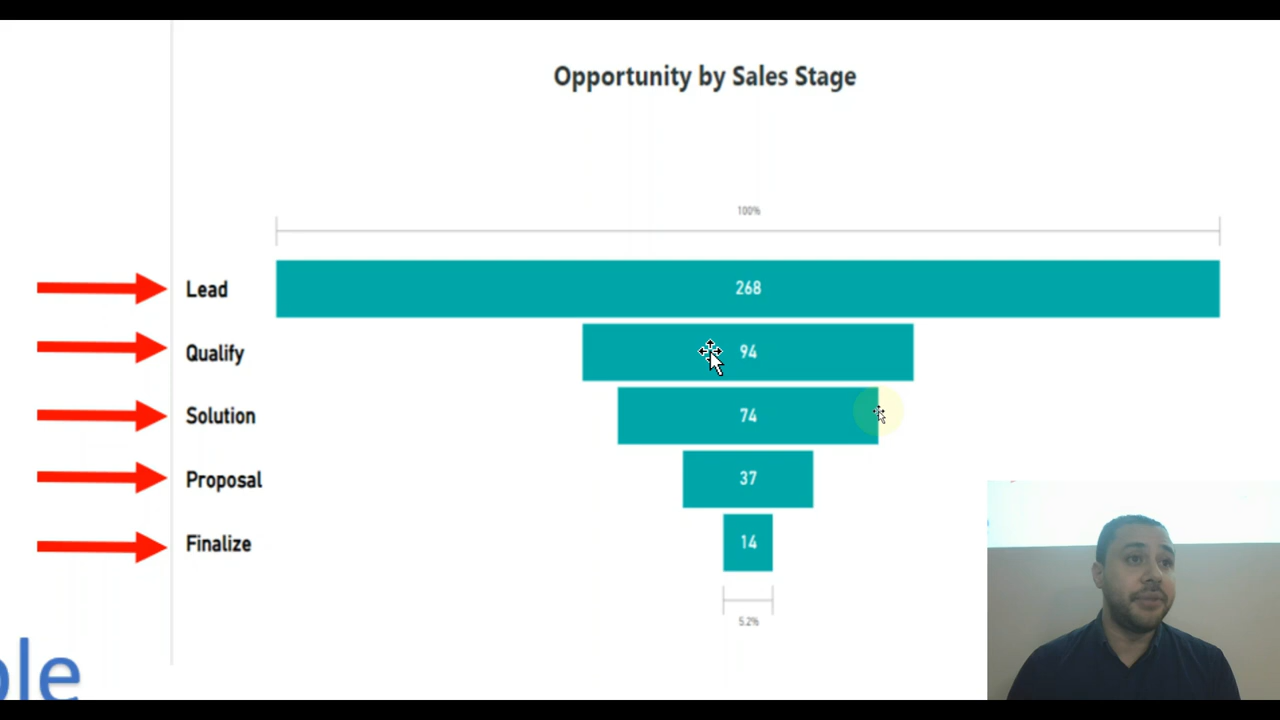 Opportunity by Sales Stage
100%
Lead
268
Qualify
94
Solution
74
Proposal
37
Finalize
14
5.2%
ple